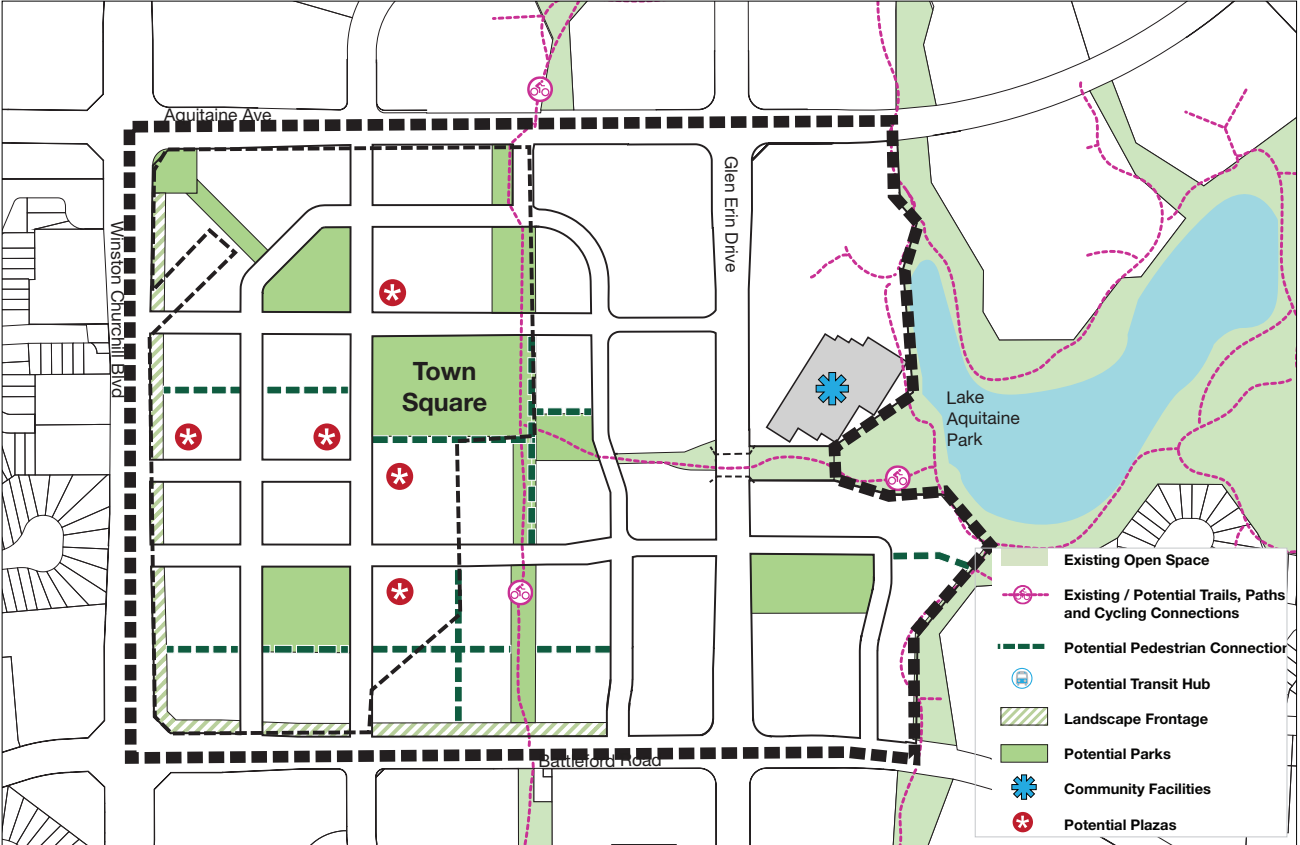 Aquitaine Ave
Glen Erin Drive
Winston Churchill Blvd
Town
Square
Lake
Aquitaine
Park
Battleford Road
Existing Open Space
Existing / Potential Trails, Paths
and Cycling Connections
Potential Pedestrian Connection
Potential Transit Hub
Landscape Frontage
Potential Parks
Community Facilities
Potential Plazas